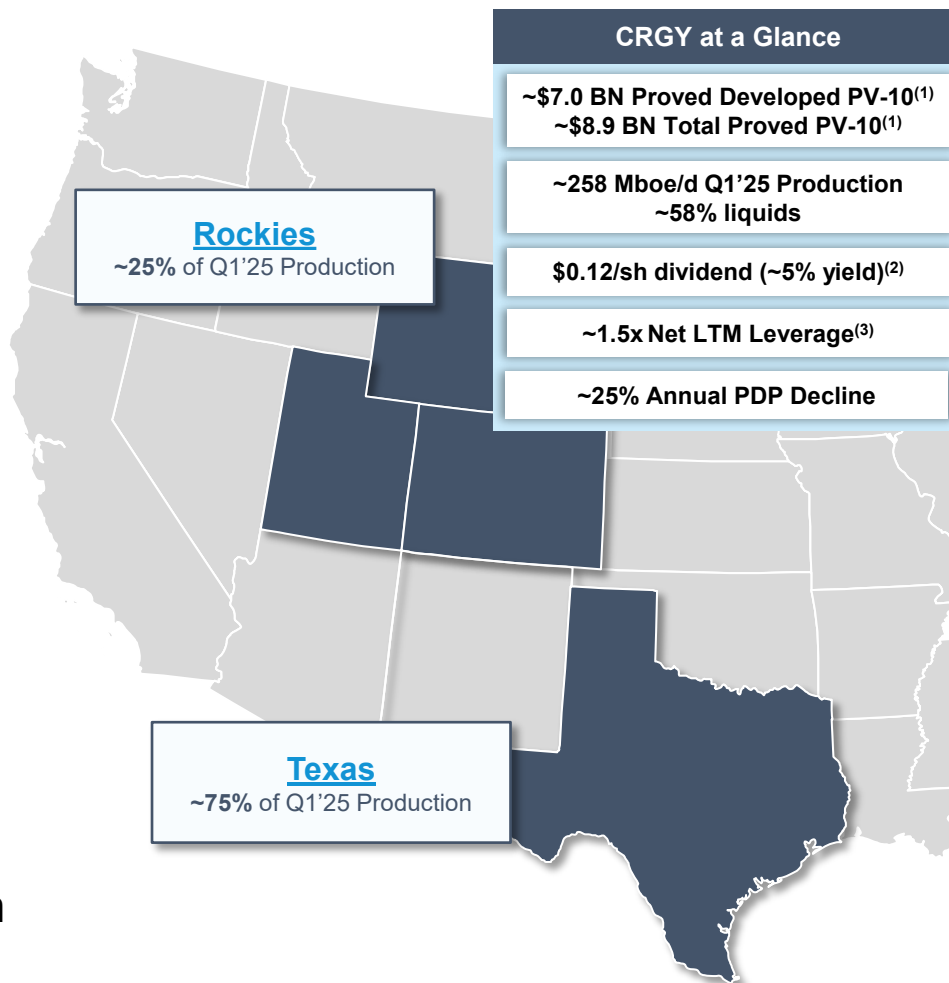 CRGY at a Glance
~$7.0 BN Proved Developed PV-10(1)
~$8.9 BN Total Proved PV-10(1)
~258 Mboe/d Q1'25 Production
~58% liquids
$0.12/sh dividend (~5% yield)(2)
~1.5x Net LTM Leverage(3)
~25% Annual PDP Decline
Rockies
~25% of Q1'25 Production
Texas
~75% of Q1'25 Production